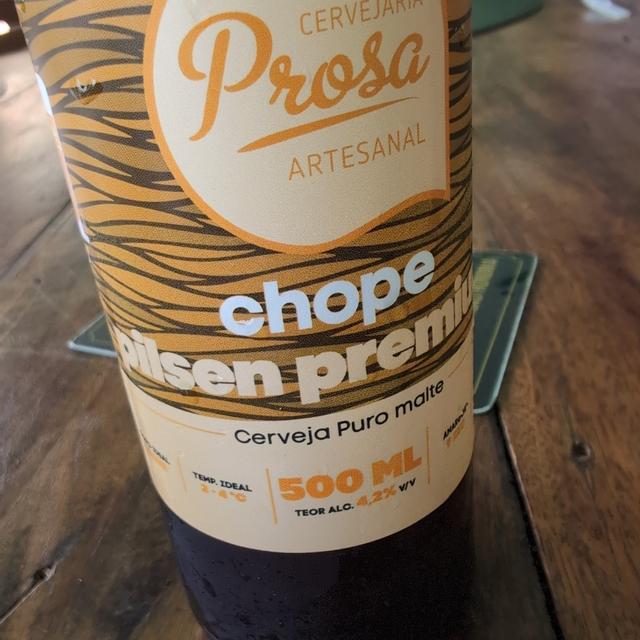 CERVEJARIA
Prosa
ARTESANAL
chope
pilsen premiu
Cerveja Puro malte
TEMP. IDEAL
2-4°C
500 ML
TEOR ALC. 4,2% V/V